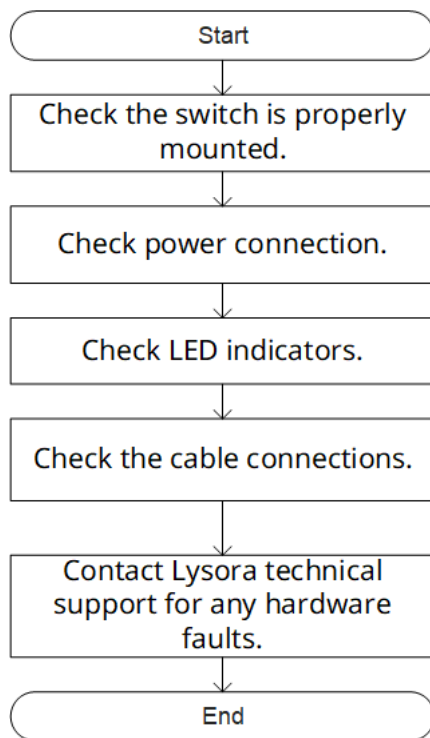 Start
Check the switch is properly
mounted.
Check power connection.
Check LED indicators.
Check the cable connections.
Contact Lysora technical
support for any hardware
faults.
End